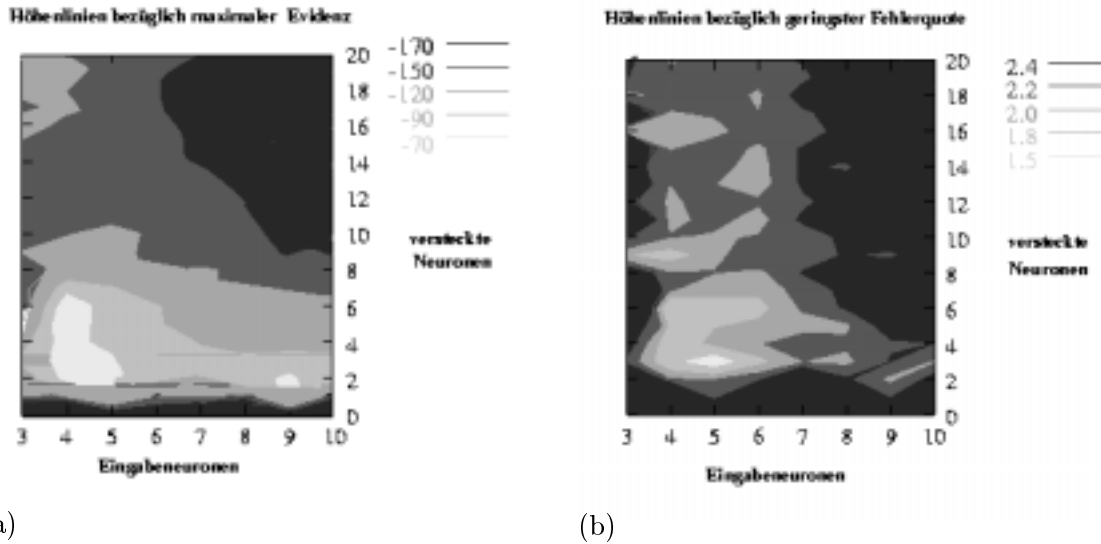 Höhenlinien bezüglich maximaler Evidenz
-170
-150
-120
-90
-70
20
18
16
14
12
10
8
6
4
2
0
versteckte
Neuronen
3 4 5 6 7 8 9 10
Eingabeneuronen
a)
Höhenlinien bezüglich geringster Fehlerquote
2.4
2.2
2.0
1.8
1.5
20
18
16
14
12
10
8
6
4
2
0
versteckte
Neuronen
3 4 5 6 7 8 9 10
Eingabeneuronen
(b)